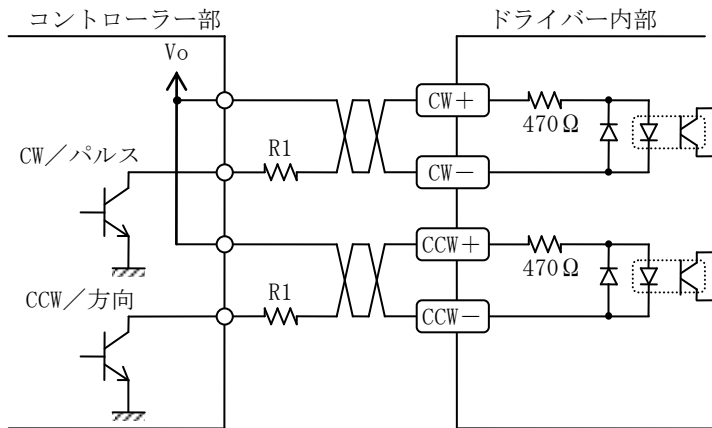 コントローラー部
ドライバー内部
Vo
CW+
470Ω
CW/パルス
R1
CW-
CCW+
470Ω
CCW/方向
R1
CCW-